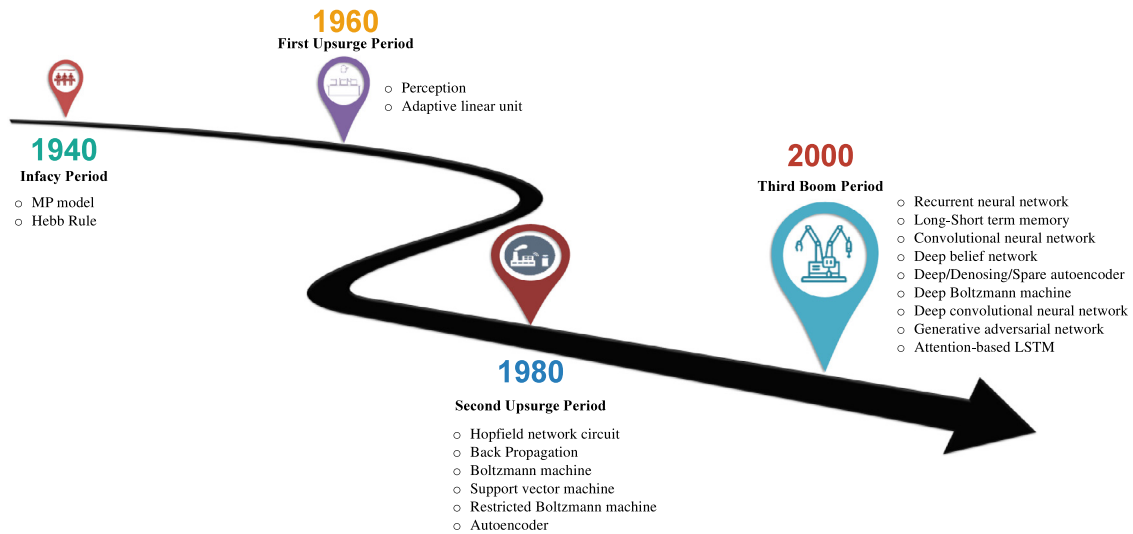 1940
Infacy Period
○ MP model
○ Hebb Rule
1960
First Upsurge Period
○ Perception
○ Adaptive linear unit
1980
Second Upsurge Period
○ Hopfield network circuit
○ Back Propagation
○ Boltzmann machine
○ Support vector machine
○ Restricted Boltzmann machine
○ Autoencoder
2000
Third Boom Period
○ Recurrent neural network
○ Long-Short term memory
○ Convolutional neural network
○ Deep belief network
○ Deep/Denosing/Spare autoencoder
○ Deep Boltzmann machine
○ Deep convolutional neural network
○ Generative adversarial network
○ Attention-based LSTM